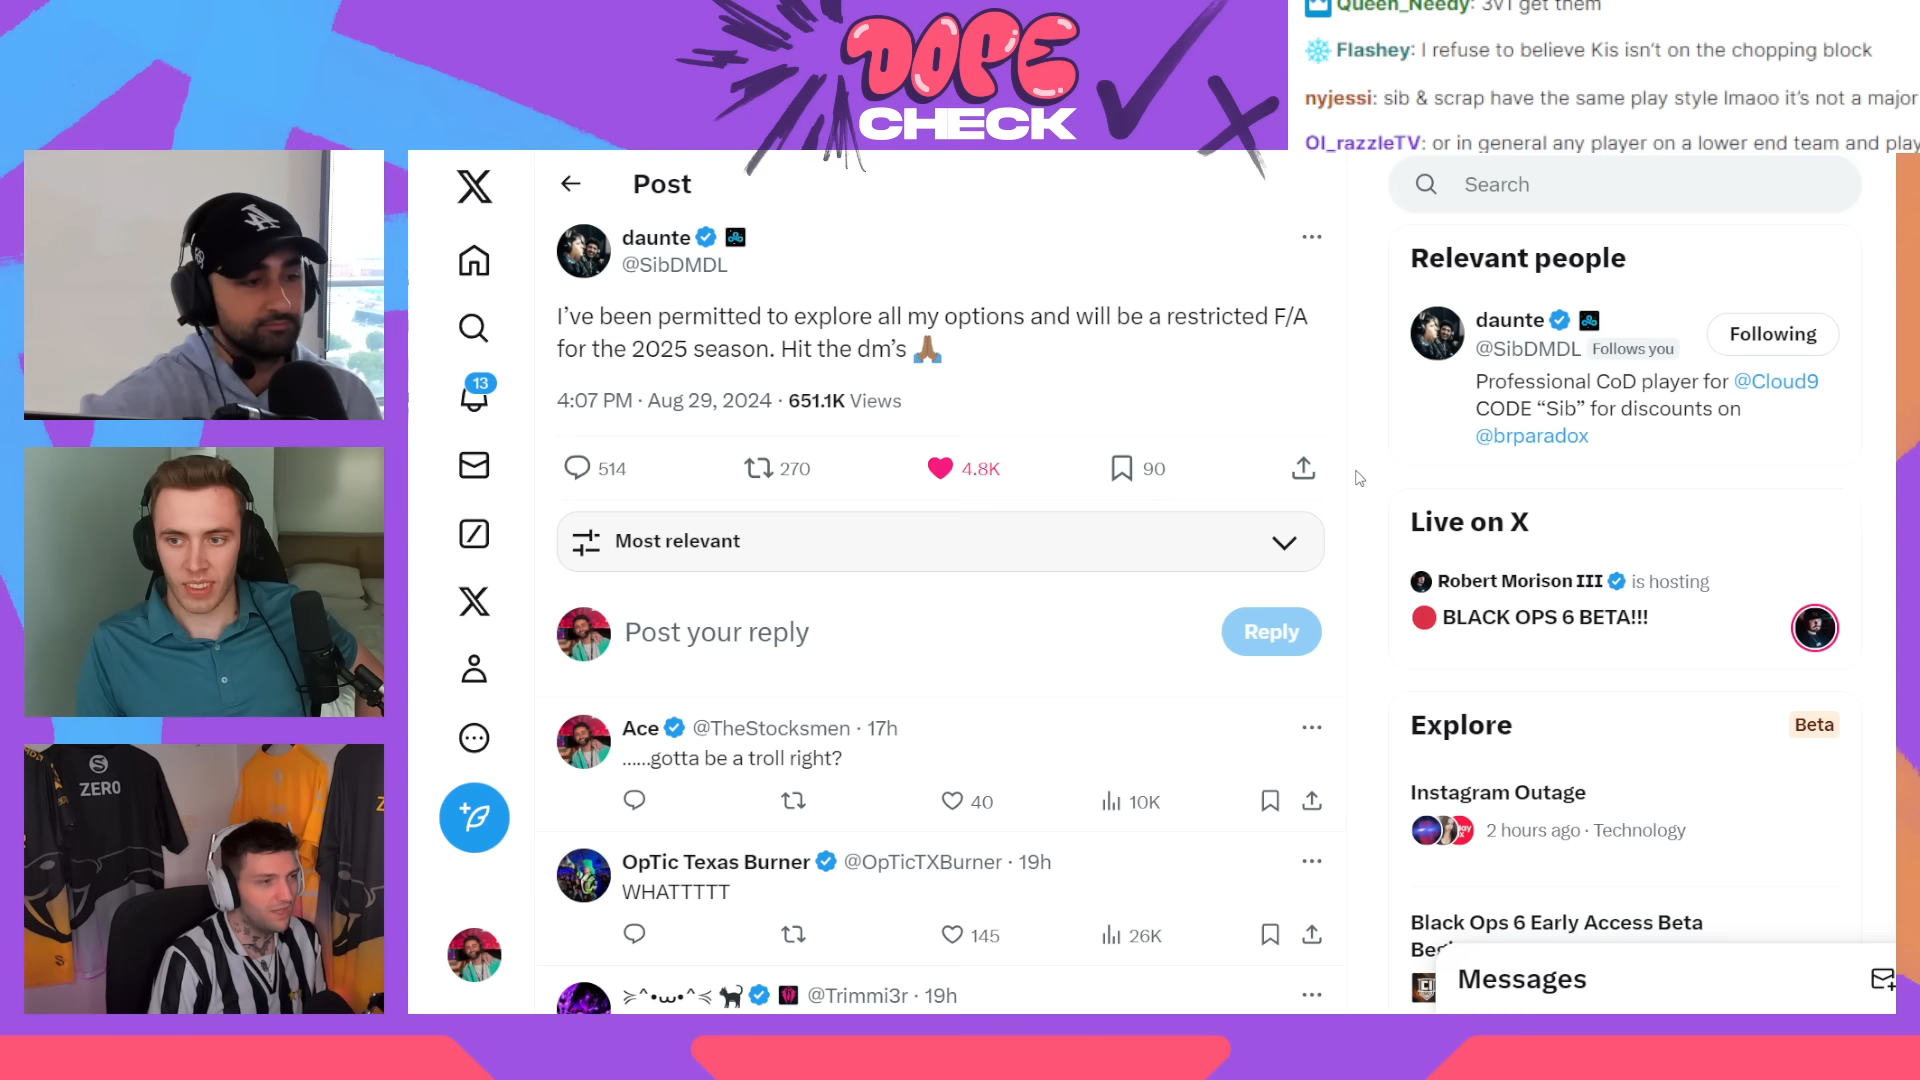 DOPE
CHECK
Queen_Needy: 3v1 get them
Flashey: I refuse to believe Kis isn't on the chopping block
nyjessi: sib & scrap have the same play style lmaoo it's not a major
OI_razzleTV: or in general any player on a lower end team and play
Post
Search
daunte
@SibDMDL
I've been permitted to explore all my options and will be a restricted F/A
for the 2025 season. Hit the dm's 🙏🏾
4:07 PM · Aug 29, 2024 · 651.1K Views
514 270 4.8K 90
Most relevant
Post your reply
Reply
Ace @TheStocksmen · 17h
......gotta be a troll right?
40 10K
OpTic Texas Burner @OpTicTXBurner · 19h
WHATTTTT
145 26K
⪰^•ω•^⪯ 🐈‍⬛ @Trimmi3r · 19h
13
Relevant people
daunte
@SibDMDL Follows you
Following
Professional CoD player for @Cloud9
CODE “Sib” for discounts on
@brparadox
Live on X
Robert Morison III is hosting
BLACK OPS 6 BETA!!!
Explore
Beta
Instagram Outage
2 hours ago · Technology
Black Ops 6 Early Access Beta
Messages
ZERO